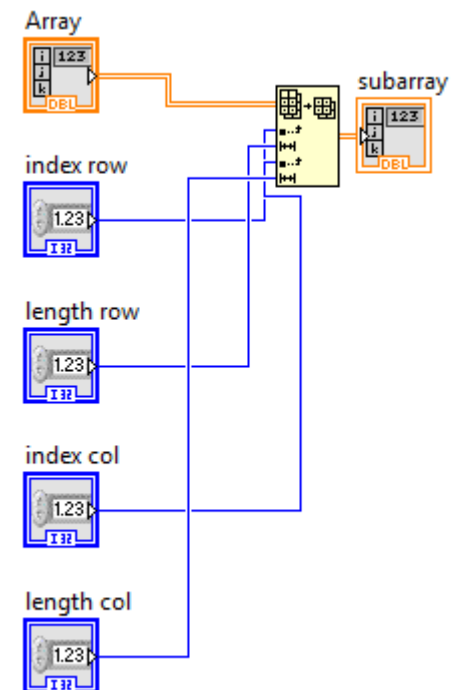 Array
i
j
k
123
DBL
subarray
i
j
k
123
DBL
index row
1.23
I32
length row
1.23
I32
index col
1.23
I32
length col
1.23
I32